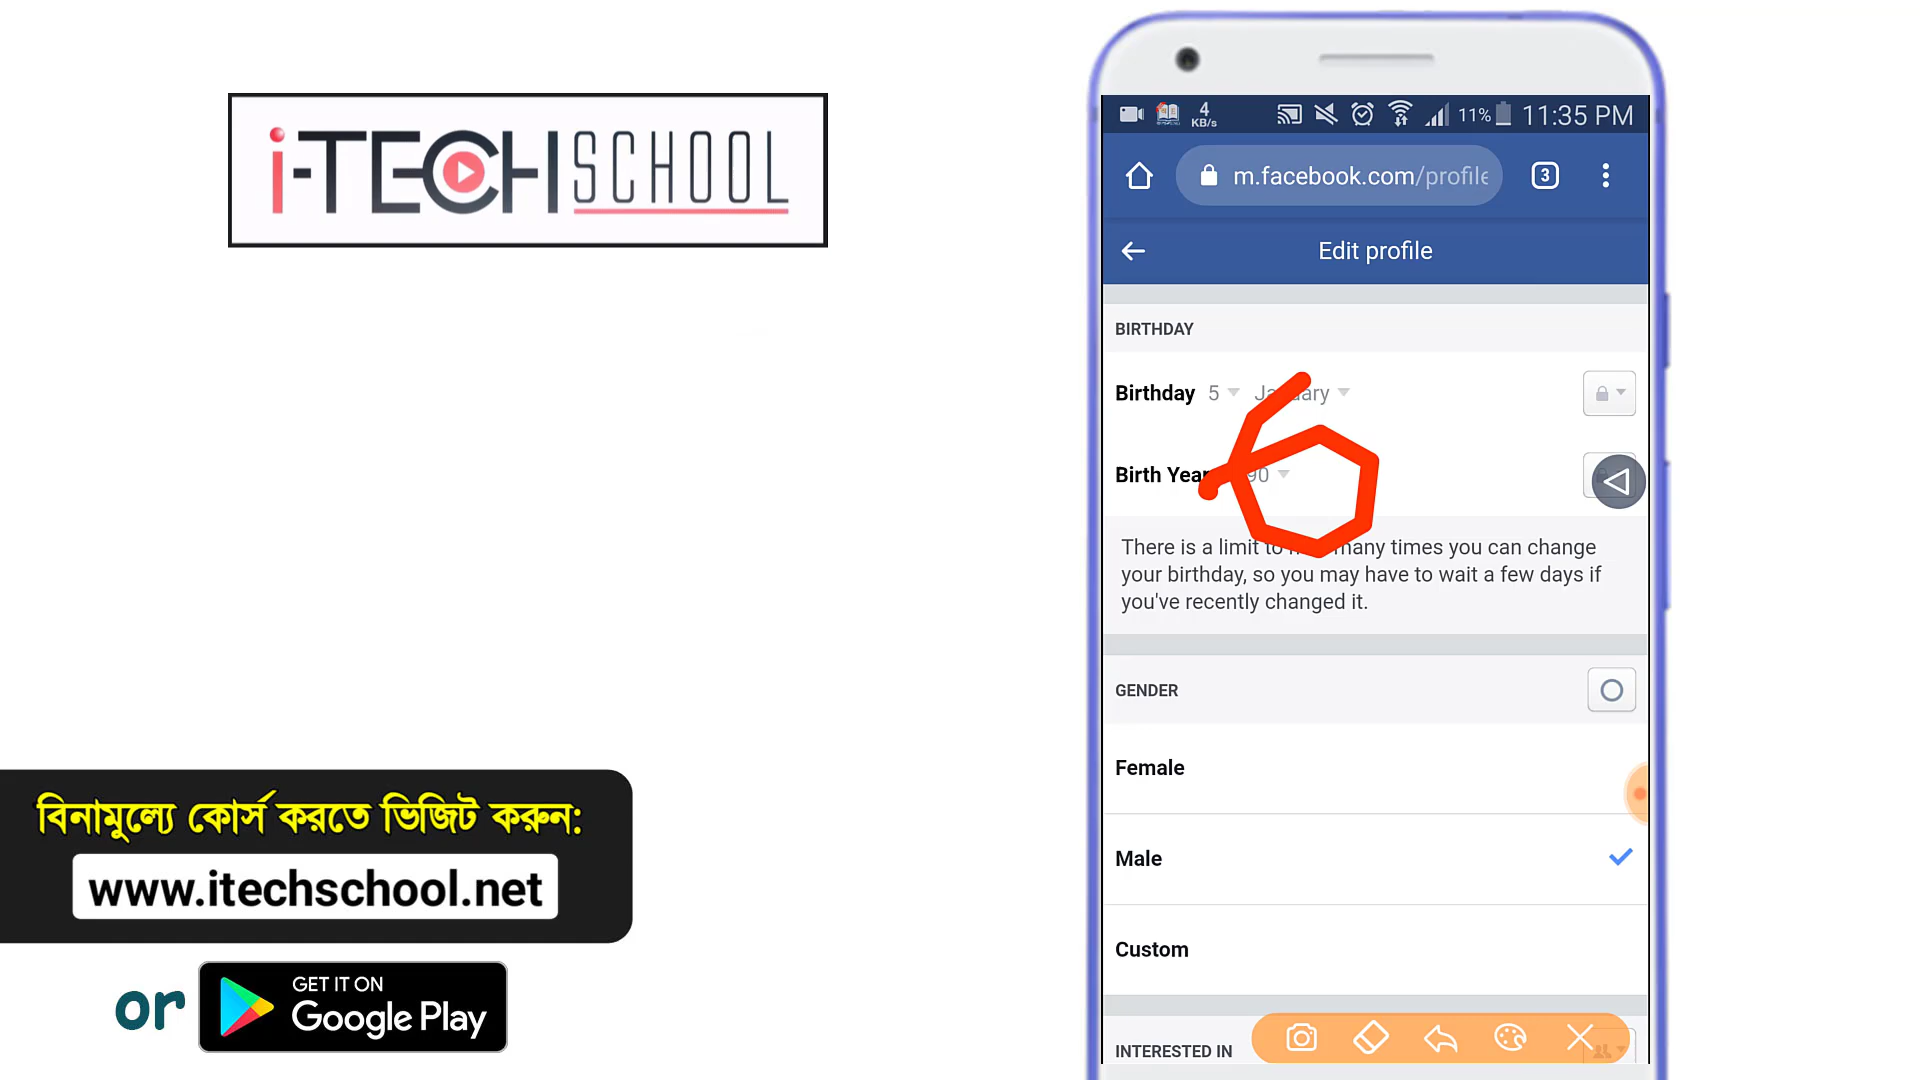 i-TECH SCHOOL
বিনামুল্যে কোর্স করতে ভিজিট করুন:
www.itechschool.net
or
GET IT ON
Google Play
4
KB/s
11%
11:35 PM
m.facebook.com/profile
3
Edit profile
BIRTHDAY
Birthday 5
Birth Year
There is a limit to many times you can change
your birthday, so you may have to wait a few days if
you've recently changed it.
GENDER
Female
Male
Custom
INTERESTED IN